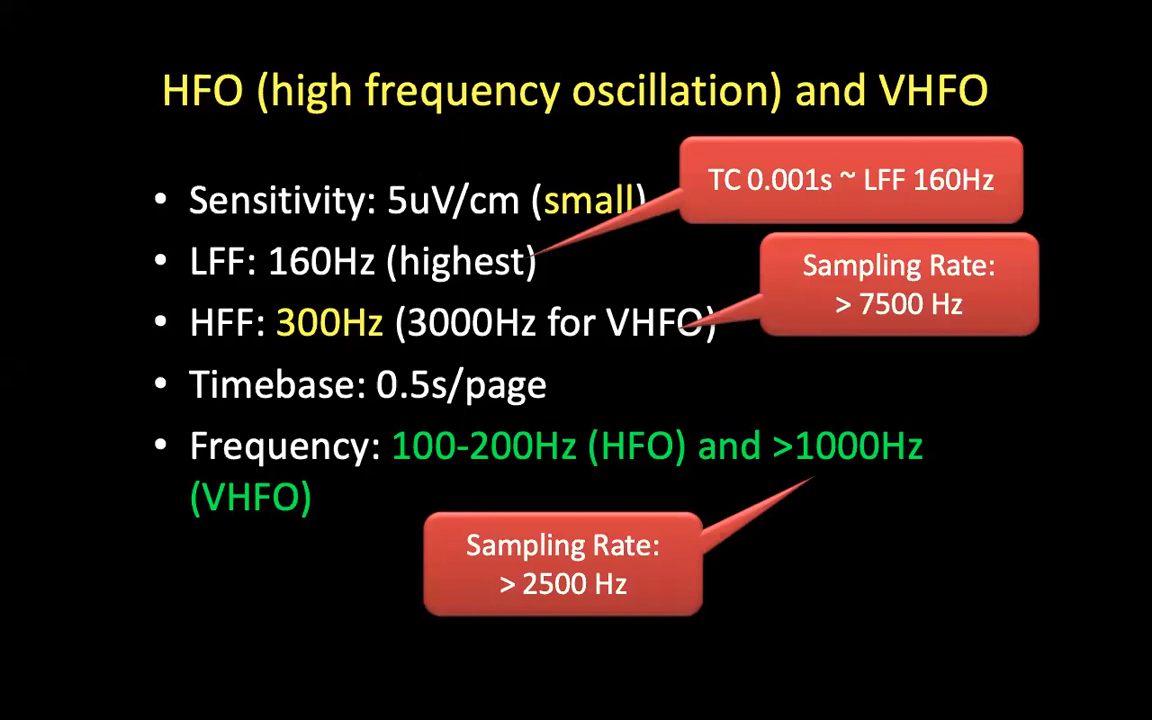 HFO (high frequency oscillation) and VHFO
• Sensitivity: 5uV/cm (small)
TC 0.001s ~ LFF 160Hz
• LFF: 160Hz (highest)
Sampling Rate:
> 7500 Hz
• HFF: 300Hz (3000Hz for VHFO)
• Timebase: 0.5s/page
• Frequency: 100-200Hz (HFO) and >1000Hz
(VHFO)
Sampling Rate:
> 2500 Hz